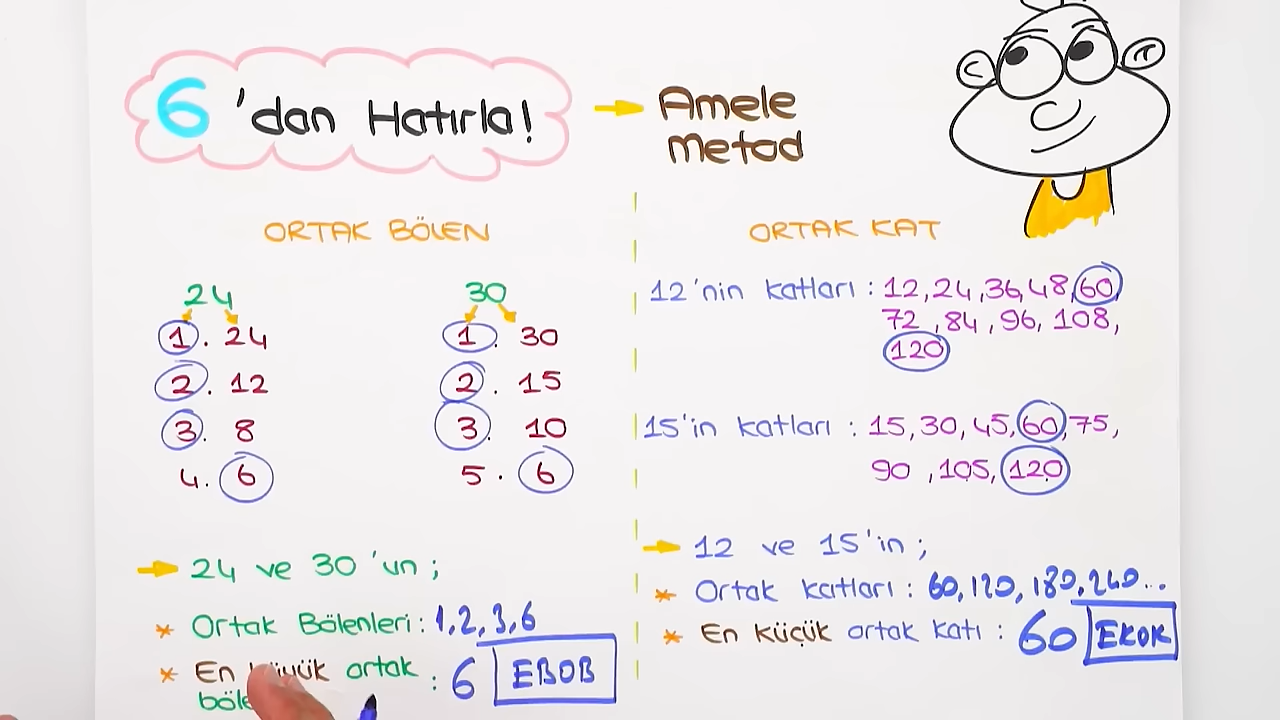 6'dan Hatırla!
Amele
Metod
ORTAK BÖLEN
24
1 . 24
2 . 12
3 . 8
4 . 6
30
1 . 30
2 . 15
3 . 10
5 . 6
24 ve 30'un ;
* Ortak Bölenleri : 1,2,3,6
* En ortak : 6 EBOB
ORTAK KAT
12'nin katları : 12,24,36,48,60,
72,84,96,108,
120
15'in katları : 15,30,45,60,75,
90,105,120
12 ve 15'in ;
* Ortak katları : 60,120,180,240...
* En küçük ortak katı : 60 EKOK